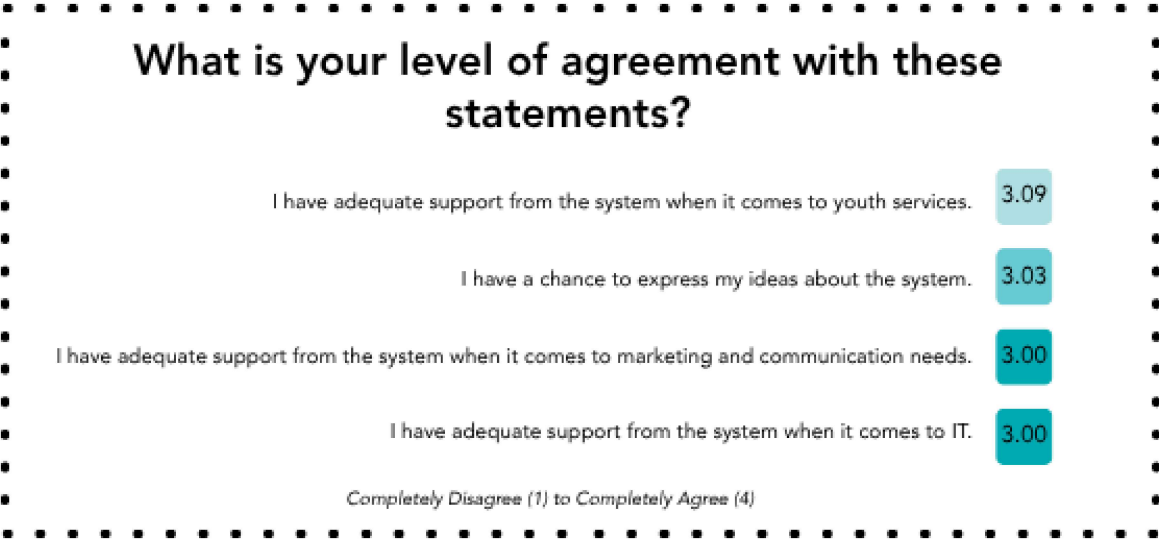 What is your level of agreement with these
statements?
I have adequate support from the system when it comes to youth services. 3.09
I have a chance to express my ideas about the system. 3.03
I have adequate support from the system when it comes to marketing and communication needs. 3.00
I have adequate support from the system when it comes to IT. 3.00
Completely Disagree (1) to Completely Agree (4)